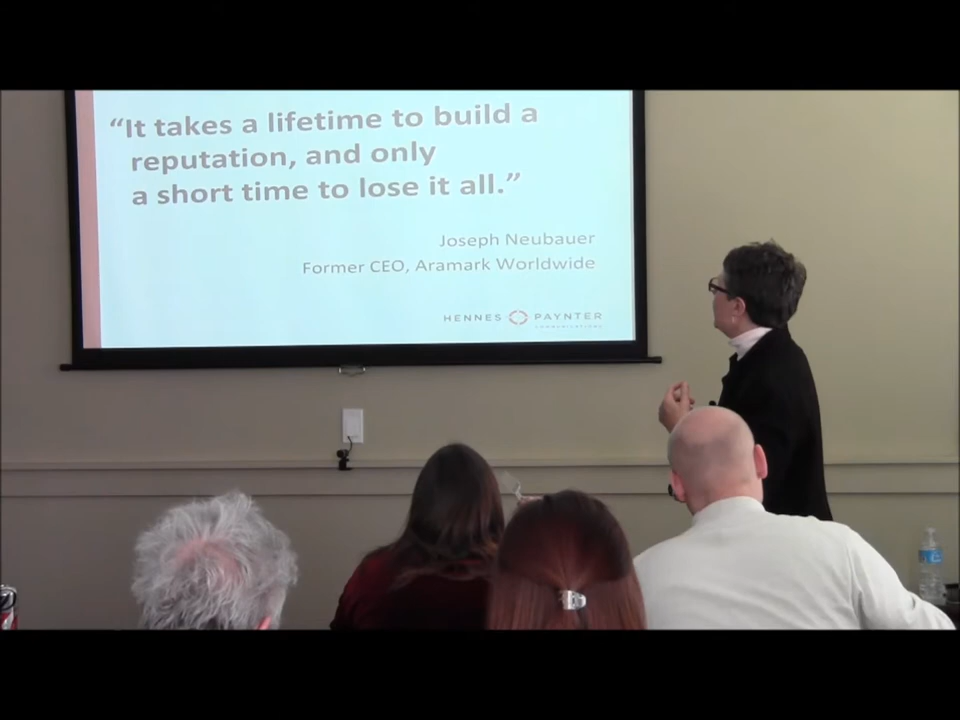 “It takes a lifetime to build a
reputation, and only
a short time to lose it all.”
Joseph Neubauer
Former CEO, Aramark Worldwide
HENNES PAYNTER
COMMUNICATIONS